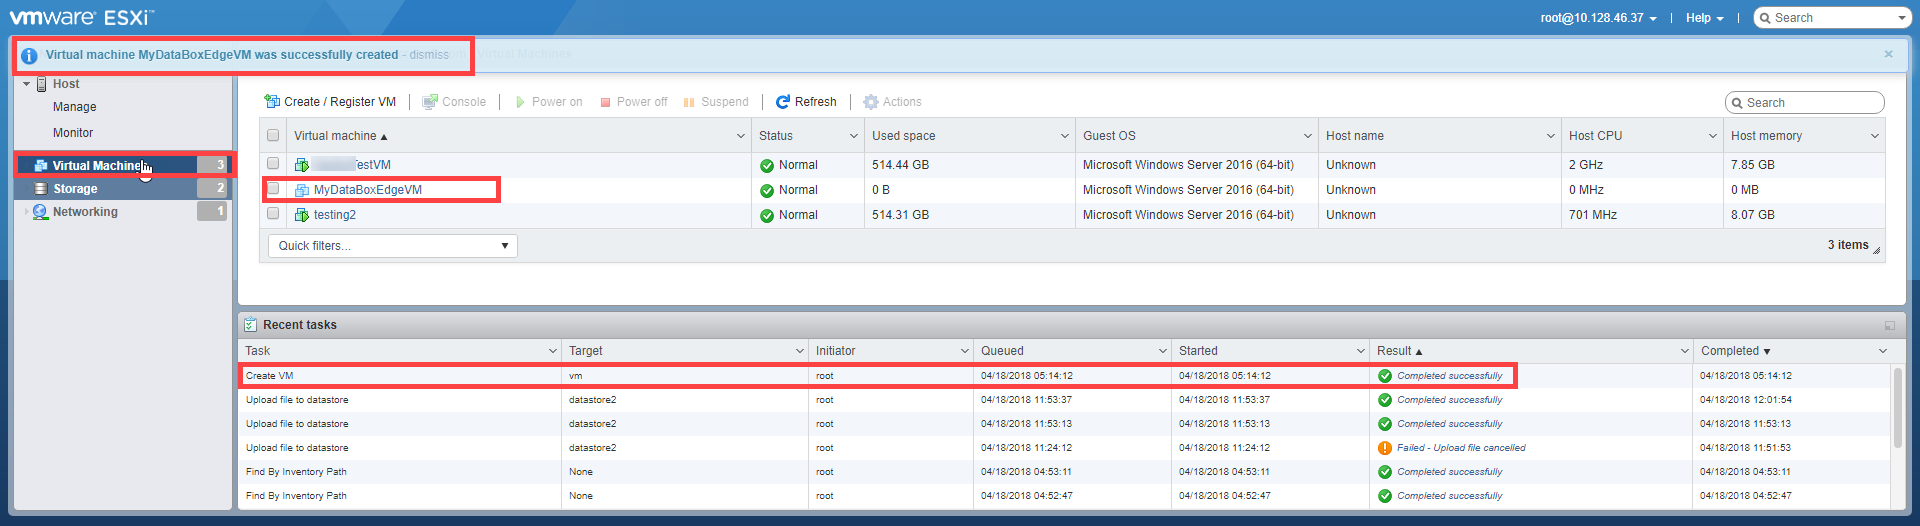 vmware ESXi™
root@10.128.46.37 | Help | Search
Virtual machine MyDataBoxEdgeVM was successfully created - dismiss
Host
Manage
Monitor
Virtual Machines 3
Storage 2
Networking 1
Create / Register VM | Console | Power on Power off Suspend | Refresh | Actions Search
Virtual machine Status Used space Guest OS Host name Host CPU Host memory
estVM Normal 514.44 GB Microsoft Windows Server 2016 (64-bit) Unknown 2 GHz 7.85 GB
MyDataBoxEdgeVM Normal 0 B Microsoft Windows Server 2016 (64-bit) Unknown 0 MHz 0 MB
testing2 Normal 514.31 GB Microsoft Windows Server 2016 (64-bit) Unknown 701 MHz 8.07 GB
Quick filters... 3 items
Recent tasks
Task Target Initiator Queued Started Result Completed
Create VM vm root 04/18/2018 05:14:12 04/18/2018 05:14:12 Completed successfully 04/18/2018 05:14:12
Upload file to datastore datastore2 root 04/18/2018 11:53:37 04/18/2018 11:53:37 Completed successfully 04/18/2018 12:01:54
Upload file to datastore datastore2 root 04/18/2018 11:53:13 04/18/2018 11:53:13 Completed successfully 04/18/2018 11:53:13
Upload file to datastore datastore2 root 04/18/2018 11:24:12 04/18/2018 11:24:12 Failed - Upload file cancelled 04/18/2018 11:51:53
Find By Inventory Path None root 04/18/2018 04:53:11 04/18/2018 04:53:11 Completed successfully 04/18/2018 04:53:11
Find By Inventory Path None root 04/18/2018 04:52:47 04/18/2018 04:52:47 Completed successfully 04/18/2018 04:52:47